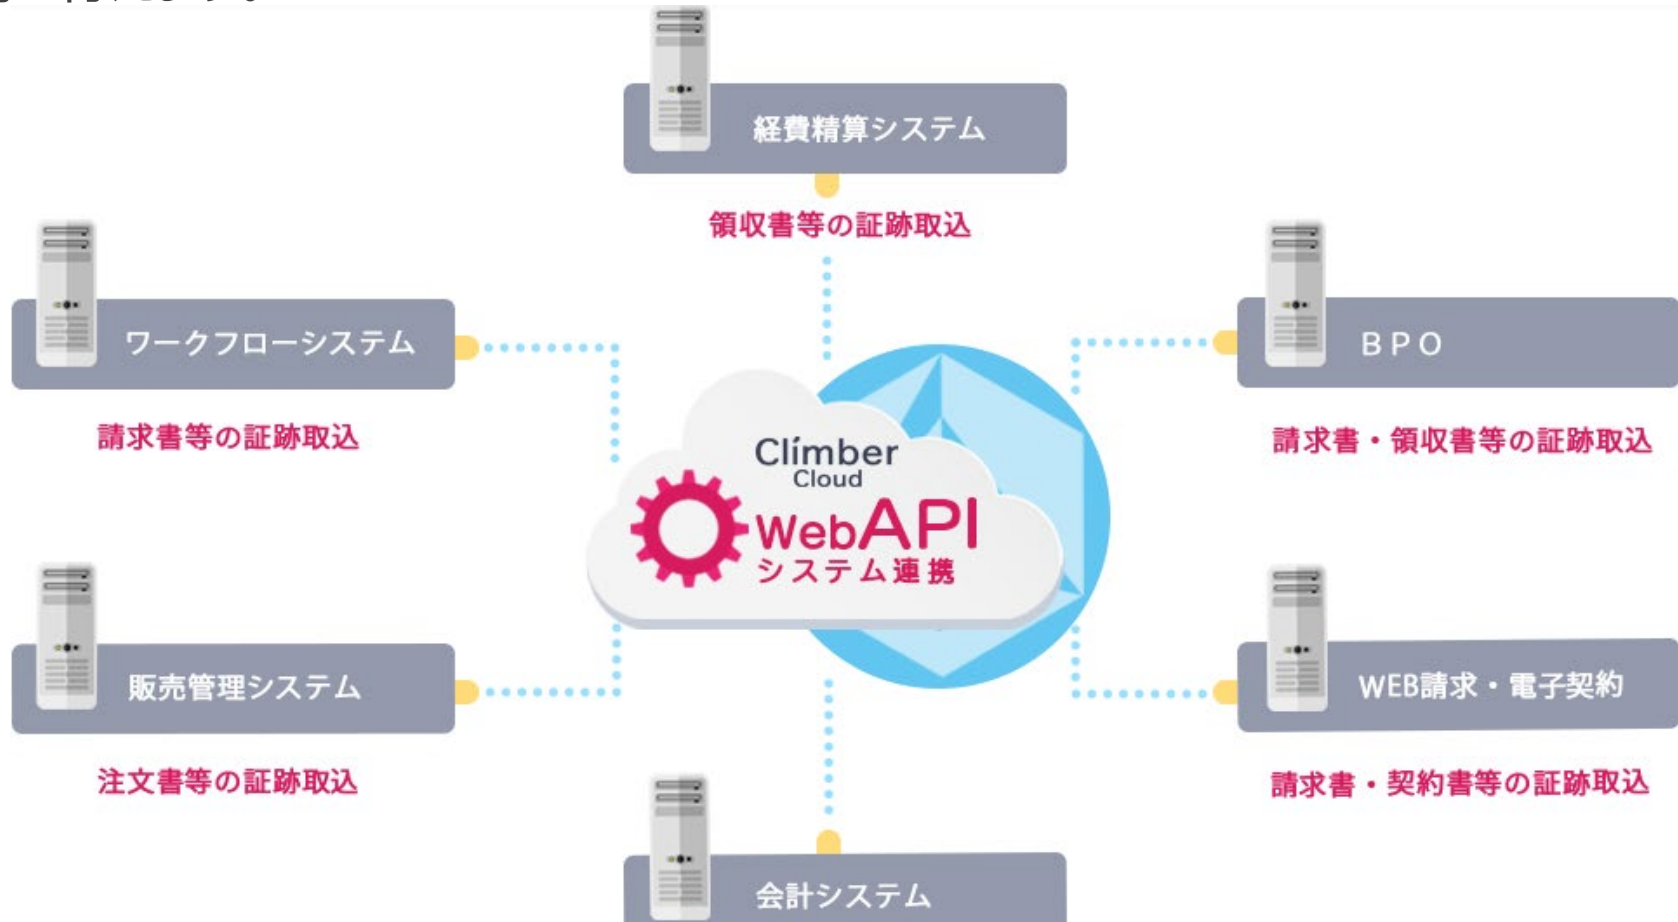 経費精算システム
領収書等の証跡取込
ワークフローシステム
請求書等の証跡取込
BPO
請求書・領収書等の証跡取込
Climber
Cloud
WebAPI
システム連携
販売管理システム
注文書等の証跡取込
WEB請求・電子契約
請求書・契約書等の証跡取込
会計システム